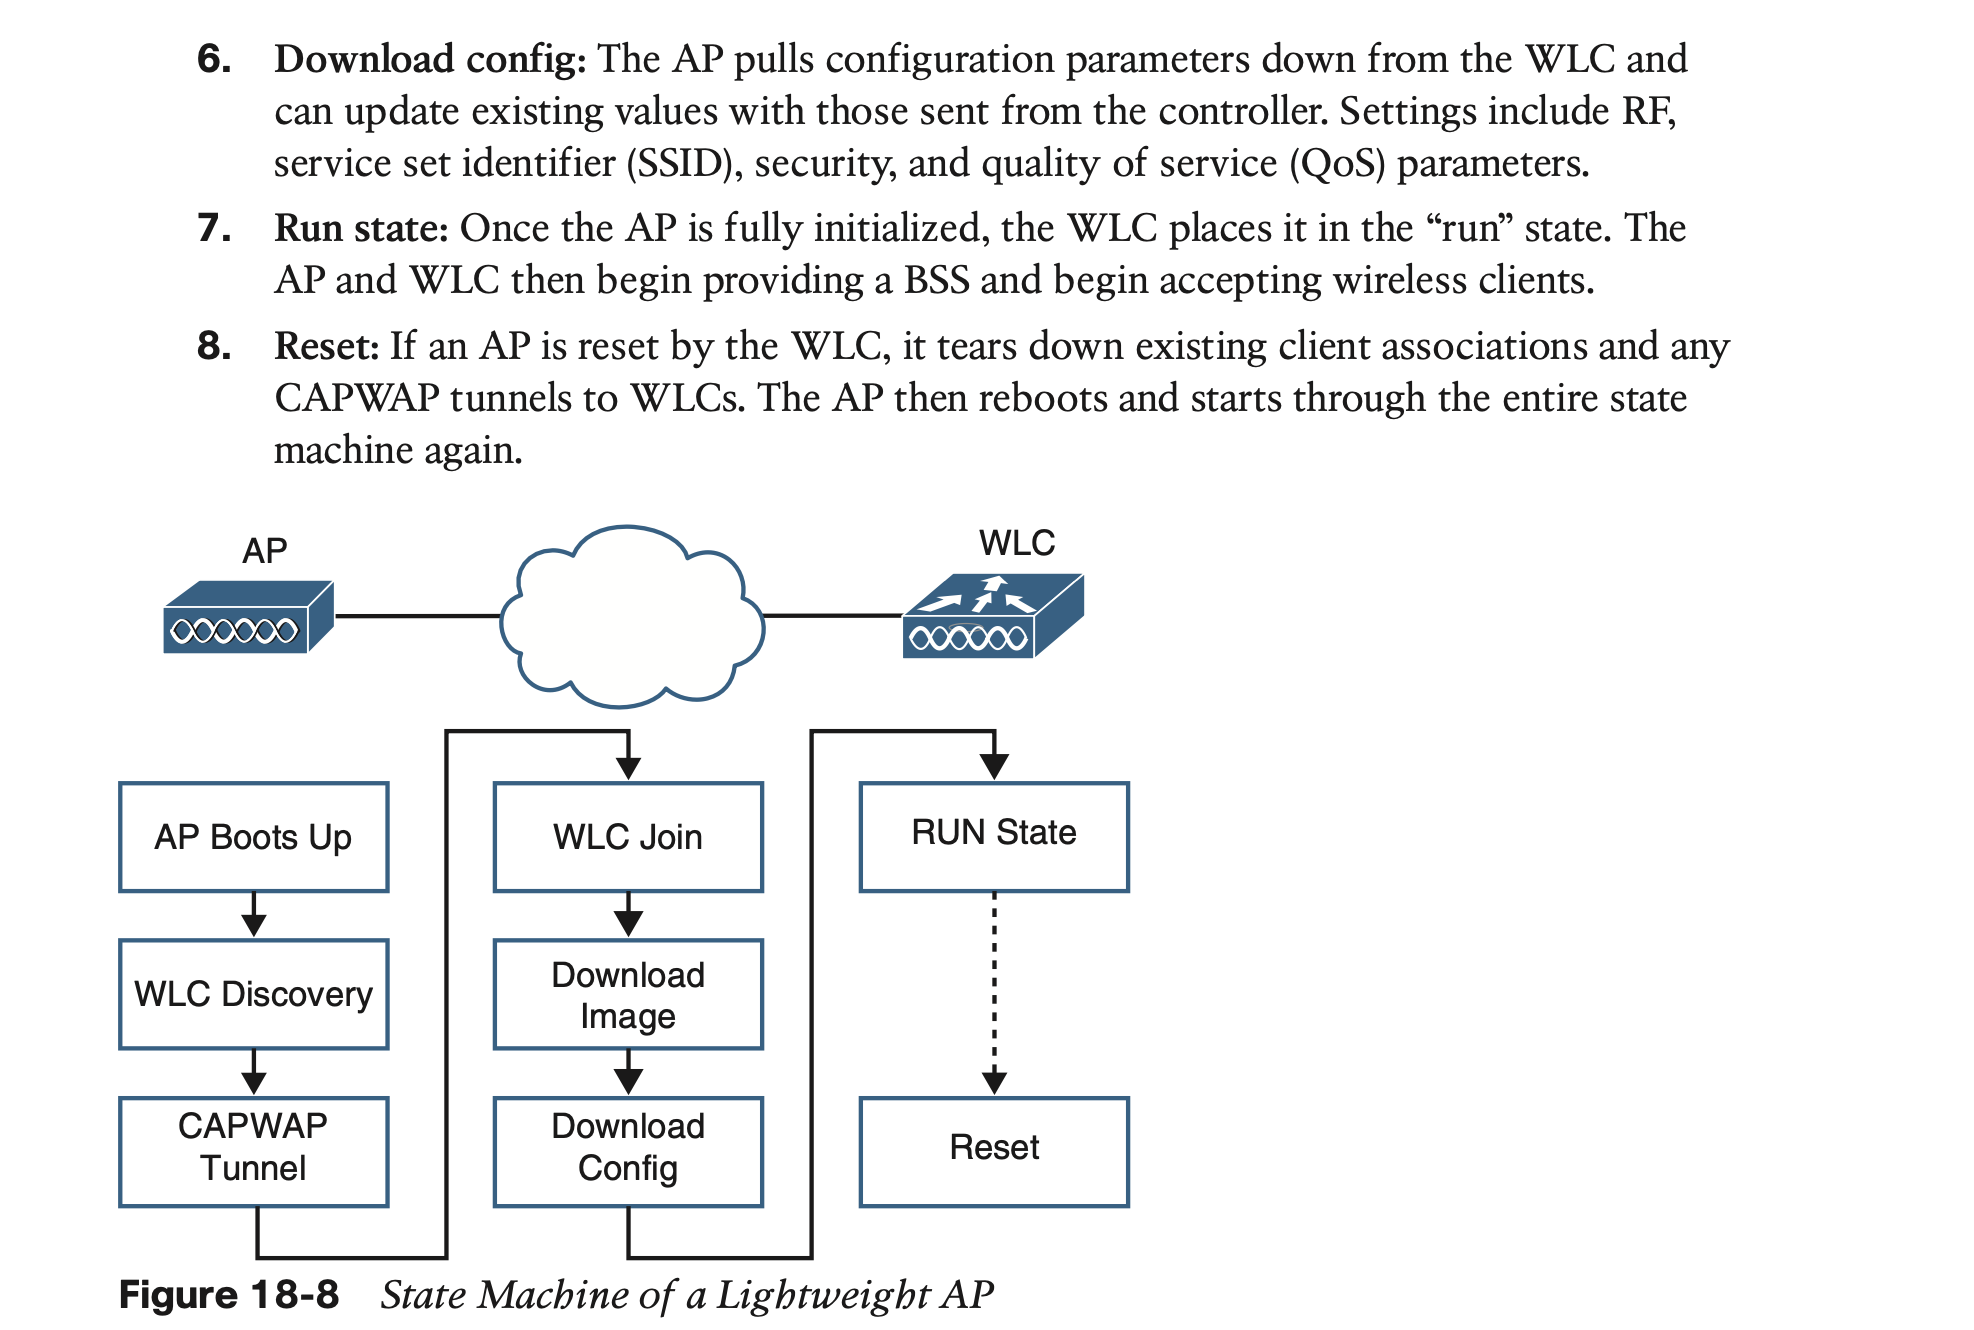 6. Download config: The AP pulls configuration parameters down from the WLC and
can update existing values with those sent from the controller. Settings include RF,
service set identifier (SSID), security, and quality of service (QoS) parameters.
7. Run state: Once the AP is fully initialized, the WLC places it in the “run” state. The
AP and WLC then begin providing a BSS and begin accepting wireless clients.
8. Reset: If an AP is reset by the WLC, it tears down existing client associations and any
CAPWAP tunnels to WLCs. The AP then reboots and starts through the entire state
machine again.
AP
WLC
AP Boots Up
WLC Discovery
CAPWAP
Tunnel
WLC Join
Download
Image
Download
Config
RUN State
Reset
Figure 18-8 State Machine of a Lightweight AP